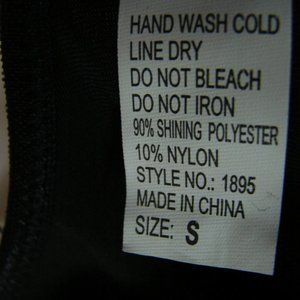 HAND WASH COLD
LINE DRY
DO NOT BLEACH
DO NOT IRON
90% SHINING POLYESTER
10% NYLON
STYLE NO.: 1895
MADE IN CHINA
SIZE: S